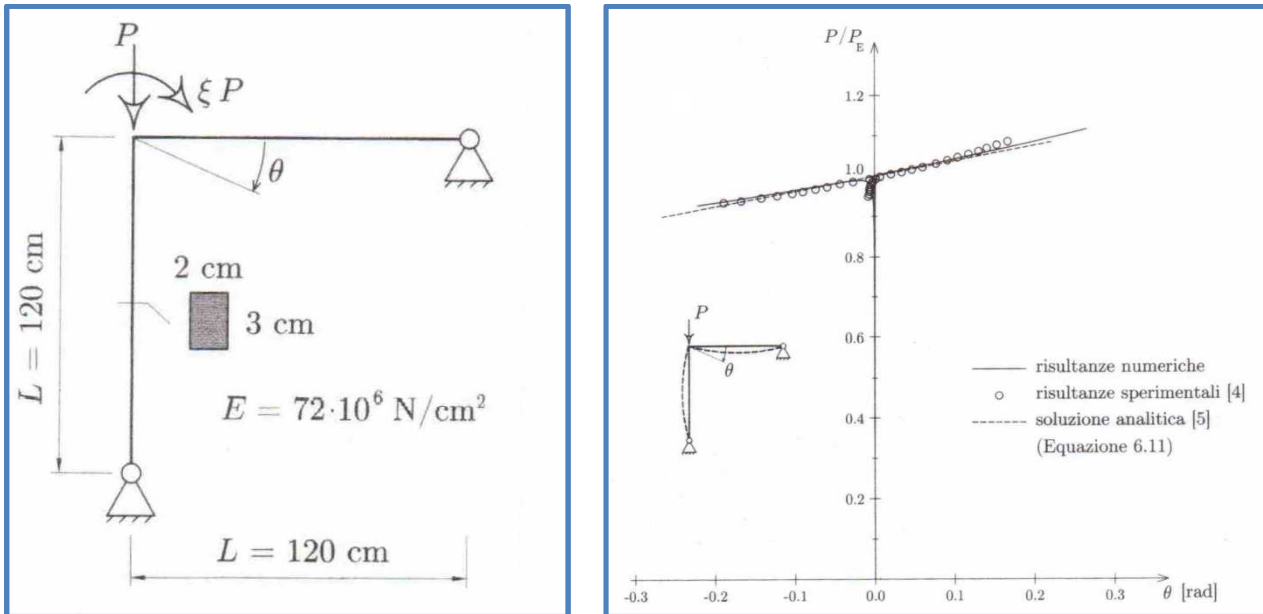 P
ξP
θ
L = 120 cm
2 cm
3 cm
E = 72·10⁶ N/cm²
L = 120 cm
P/P_E
1.2
1.0
0.8
0.6
0.4
0.2
P
θ
risultanze numeriche
risultanze sperimentali [4]
soluzione analitica [5]
(Equazione 6.11)
-0.3 -0.2 -0.1 0.0 0.1 0.2 0.3 θ [rad]